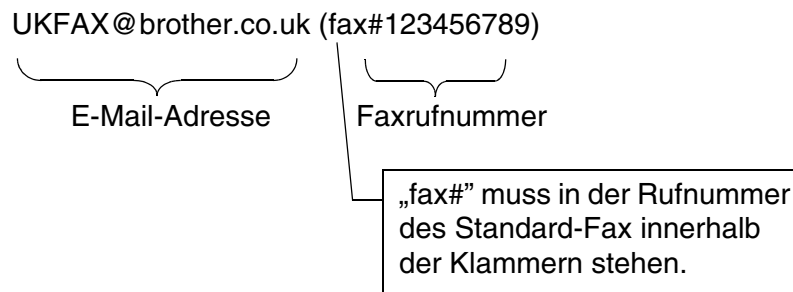 UKFAX@brother.co.uk (fax#123456789)
E-Mail-Adresse Faxrufnummer
„fax#” muss in der Rufnummer
des Standard-Fax innerhalb
der Klammern stehen.